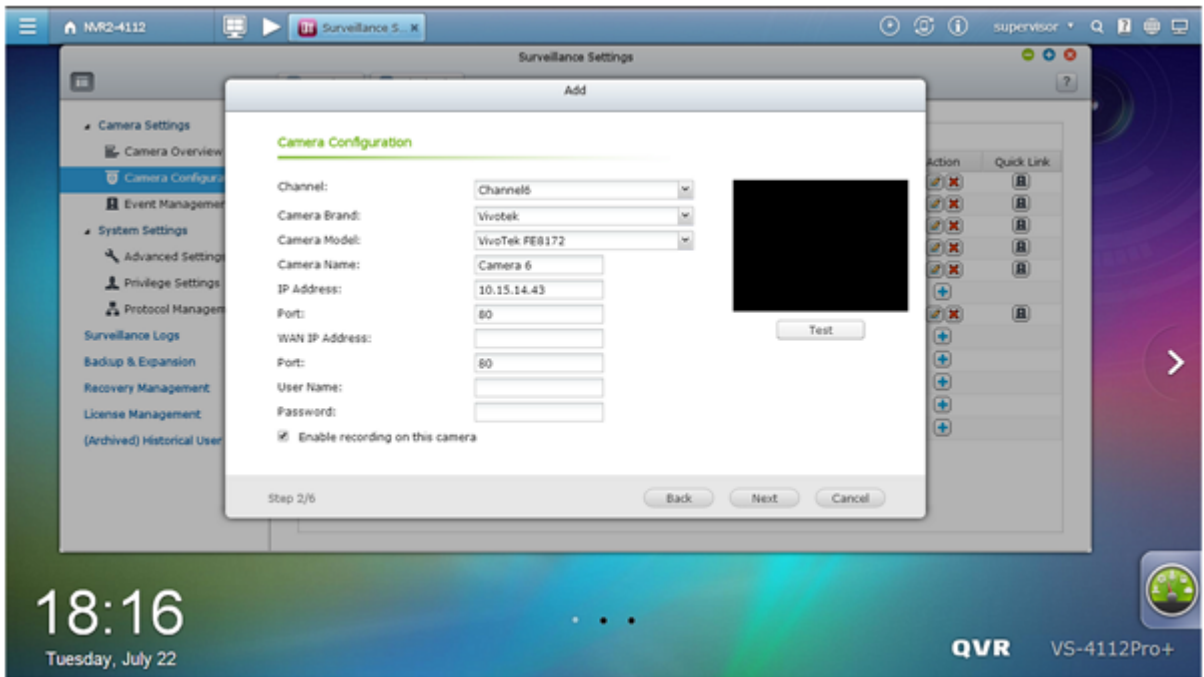 NVR2-4112
Surveillance S...
supervisor
Surveillance Settings
Add
Camera Settings
Camera Overview
Camera Configura
Event Managemen
System Settings
Advanced Setting
Privilege Settings
Protocol Managem
Surveillance Logs
Backup & Expansion
Recovery Management
License Management
(Archived) Historical User
Camera Configuration
Channel: Channel6
Camera Brand: Vivotek
Camera Model: VivoTek FE8172
Camera Name: Camera 6
IP Address: 10.15.14.43
Port: 80
WAN IP Address:
Port: 80
User Name:
Password:
Enable recording on this camera
Test
Step 2/6
Back Next Cancel
Action Quick Link
18:16
Tuesday, July 22
QVR VS-4112Pro+